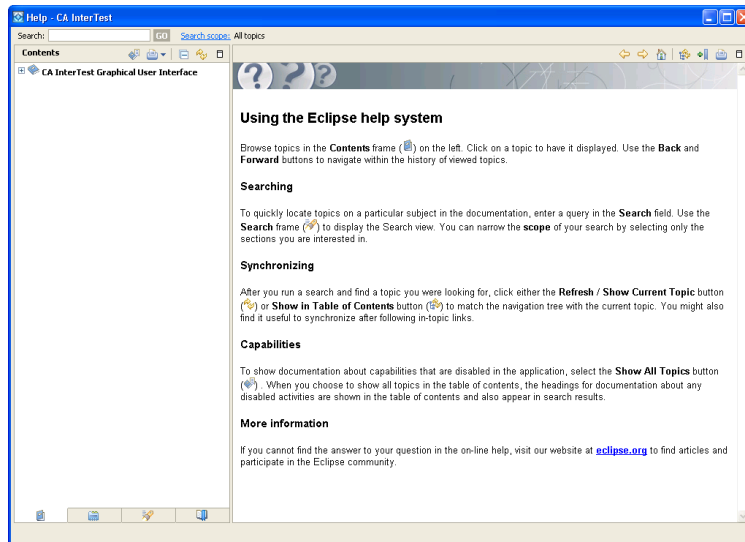 Help - CA InterTest
Search: GO Search scope: All topics
Contents
CA InterTest Graphical User Interface
Using the Eclipse help system
Browse topics in the Contents frame ( ) on the left. Click on a topic to have it displayed. Use the Back and
Forward buttons to navigate within the history of viewed topics.
Searching
To quickly locate topics on a particular subject in the documentation, enter a query in the Search field. Use the
Search frame ( ) to display the Search view. You can narrow the scope of your search by selecting only the
sections you are interested in.
Synchronizing
After you run a search and find a topic you were looking for, click either the Refresh / Show Current Topic button
( ) or Show in Table of Contents button ( ) to match the navigation tree with the current topic. You might also
find it useful to synchronize after following in-topic links.
Capabilities
To show documentation about capabilities that are disabled in the application, select the Show All Topics button
( ) . When you choose to show all topics in the table of contents, the headings for documentation about any
disabled activities are shown in the table of contents and also appear in search results.
More information
If you cannot find the answer to your question in the on-line help, visit our website at eclipse.org to find articles and
participate in the Eclipse community.